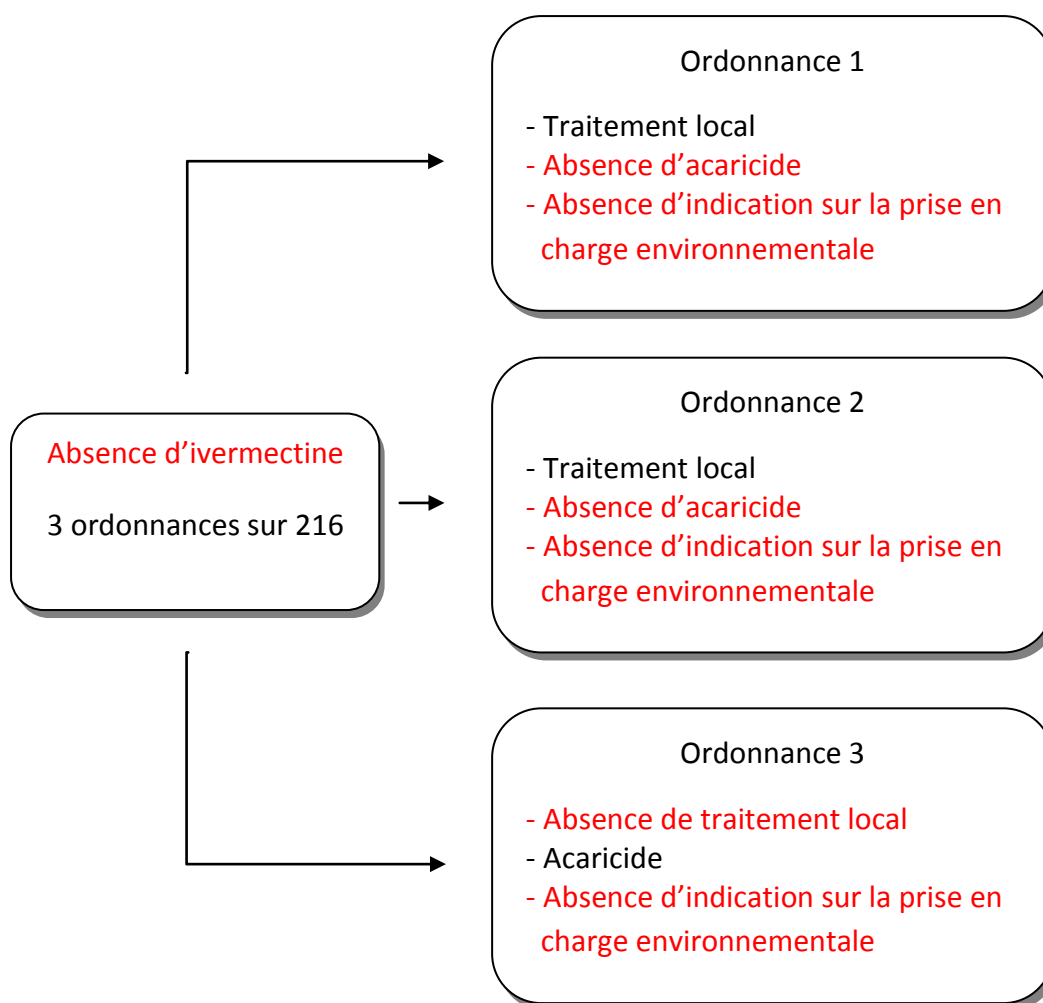 Ordonnance 1
- Traitement local
- Absence d’acaricide
- Absence d’indication sur la prise en
charge environnementale
Absence d’ivermectine
3 ordonnances sur 216
Ordonnance 2
- Traitement local
- Absence d’acaricide
- Absence d’indication sur la prise en
charge environnementale
Ordonnance 3
- Absence de traitement local
- Acaricide
- Absence d’indication sur la prise en
charge environnementale